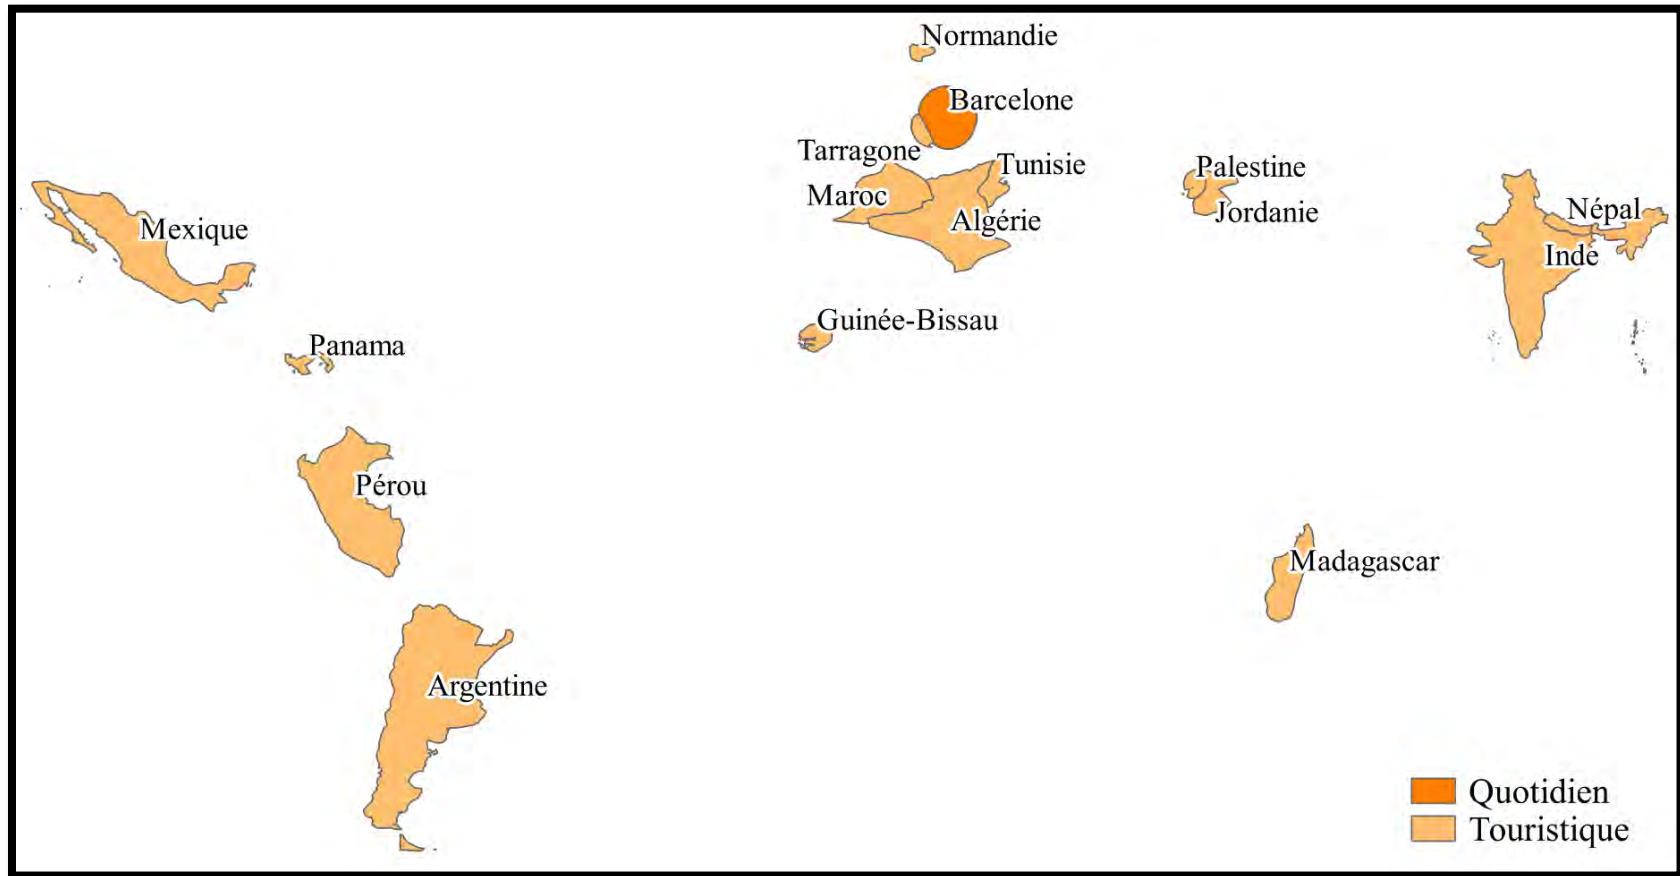 Normandie
Barcelone
Tarragone
Tunisie
Maroc
Algérie
Palestine
Jordanie
Népal
Inde
Mexique
Guinée-Bissau
Panama
Pérou
Madagascar
Argentine
Quotidien
Touristique